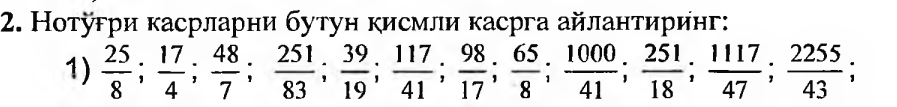 2. Нотўғри касрларни бутун қисмли касрга айлантиринг:
1) 25/8; 17/4; 48/7; 251/83; 39/19; 117/41; 98/17; 65/8; 1000/41; 251/18; 1117/47; 2255/43;